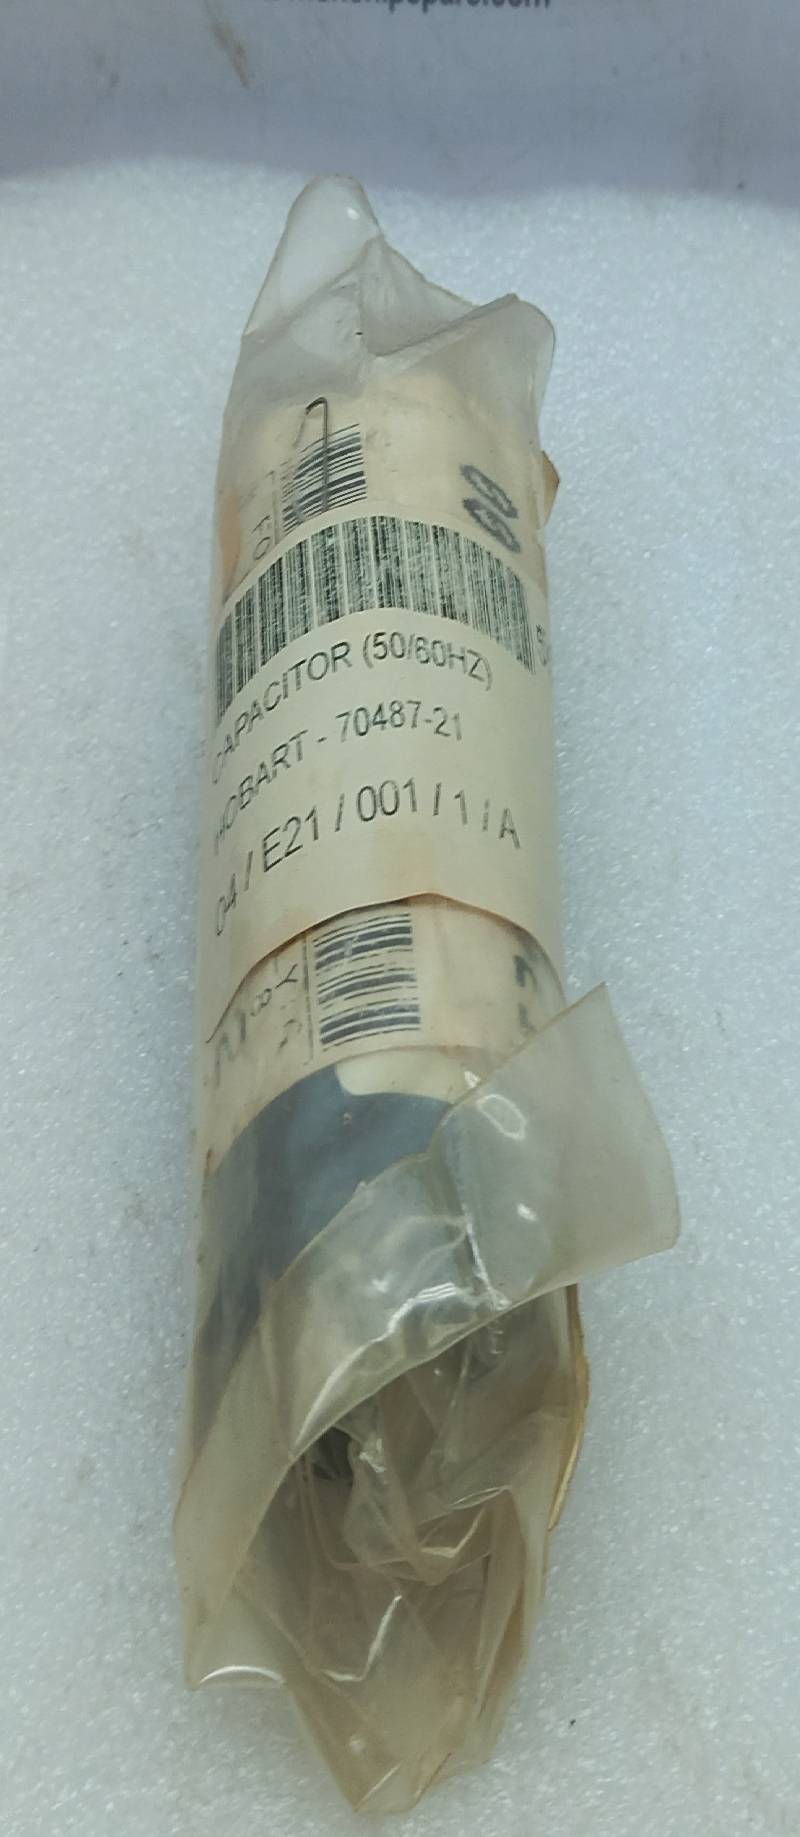 CAPACITOR (50/60HZ)
HOBART - 70487-21
04 / E21 / 001 / 1 / A